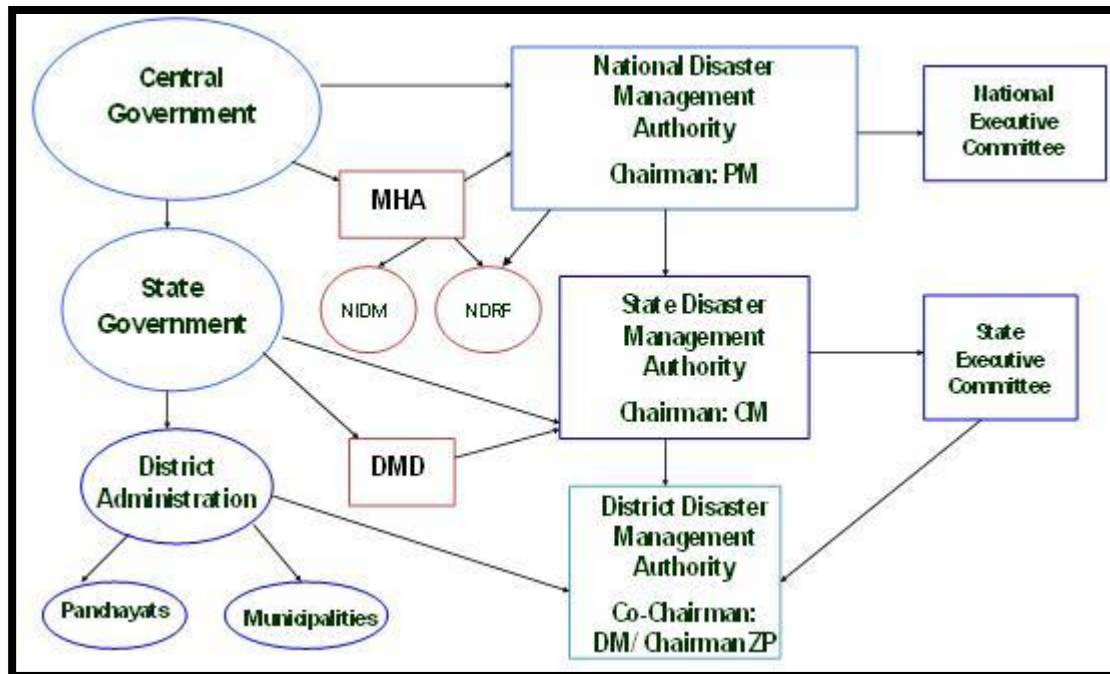 Central
Government
National Disaster
Management
Authority
Chairman: PM
National
Executive
Committee
MHA
NIDM
NDRF
State
Government
State Disaster
Management
Authority
Chairman: CM
State
Executive
Committee
DMD
District
Administration
District Disaster
Management
Authority
Co-Chairman:
DM/ Chairman ZP
Panchayats
Municipalities